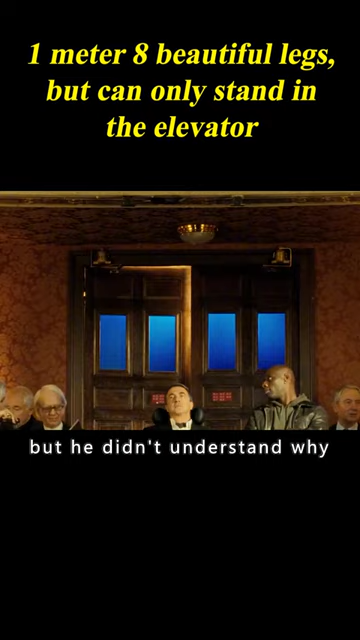 1 meter 8 beautiful legs,
but can only stand in
the elevator
but he didn't understand why